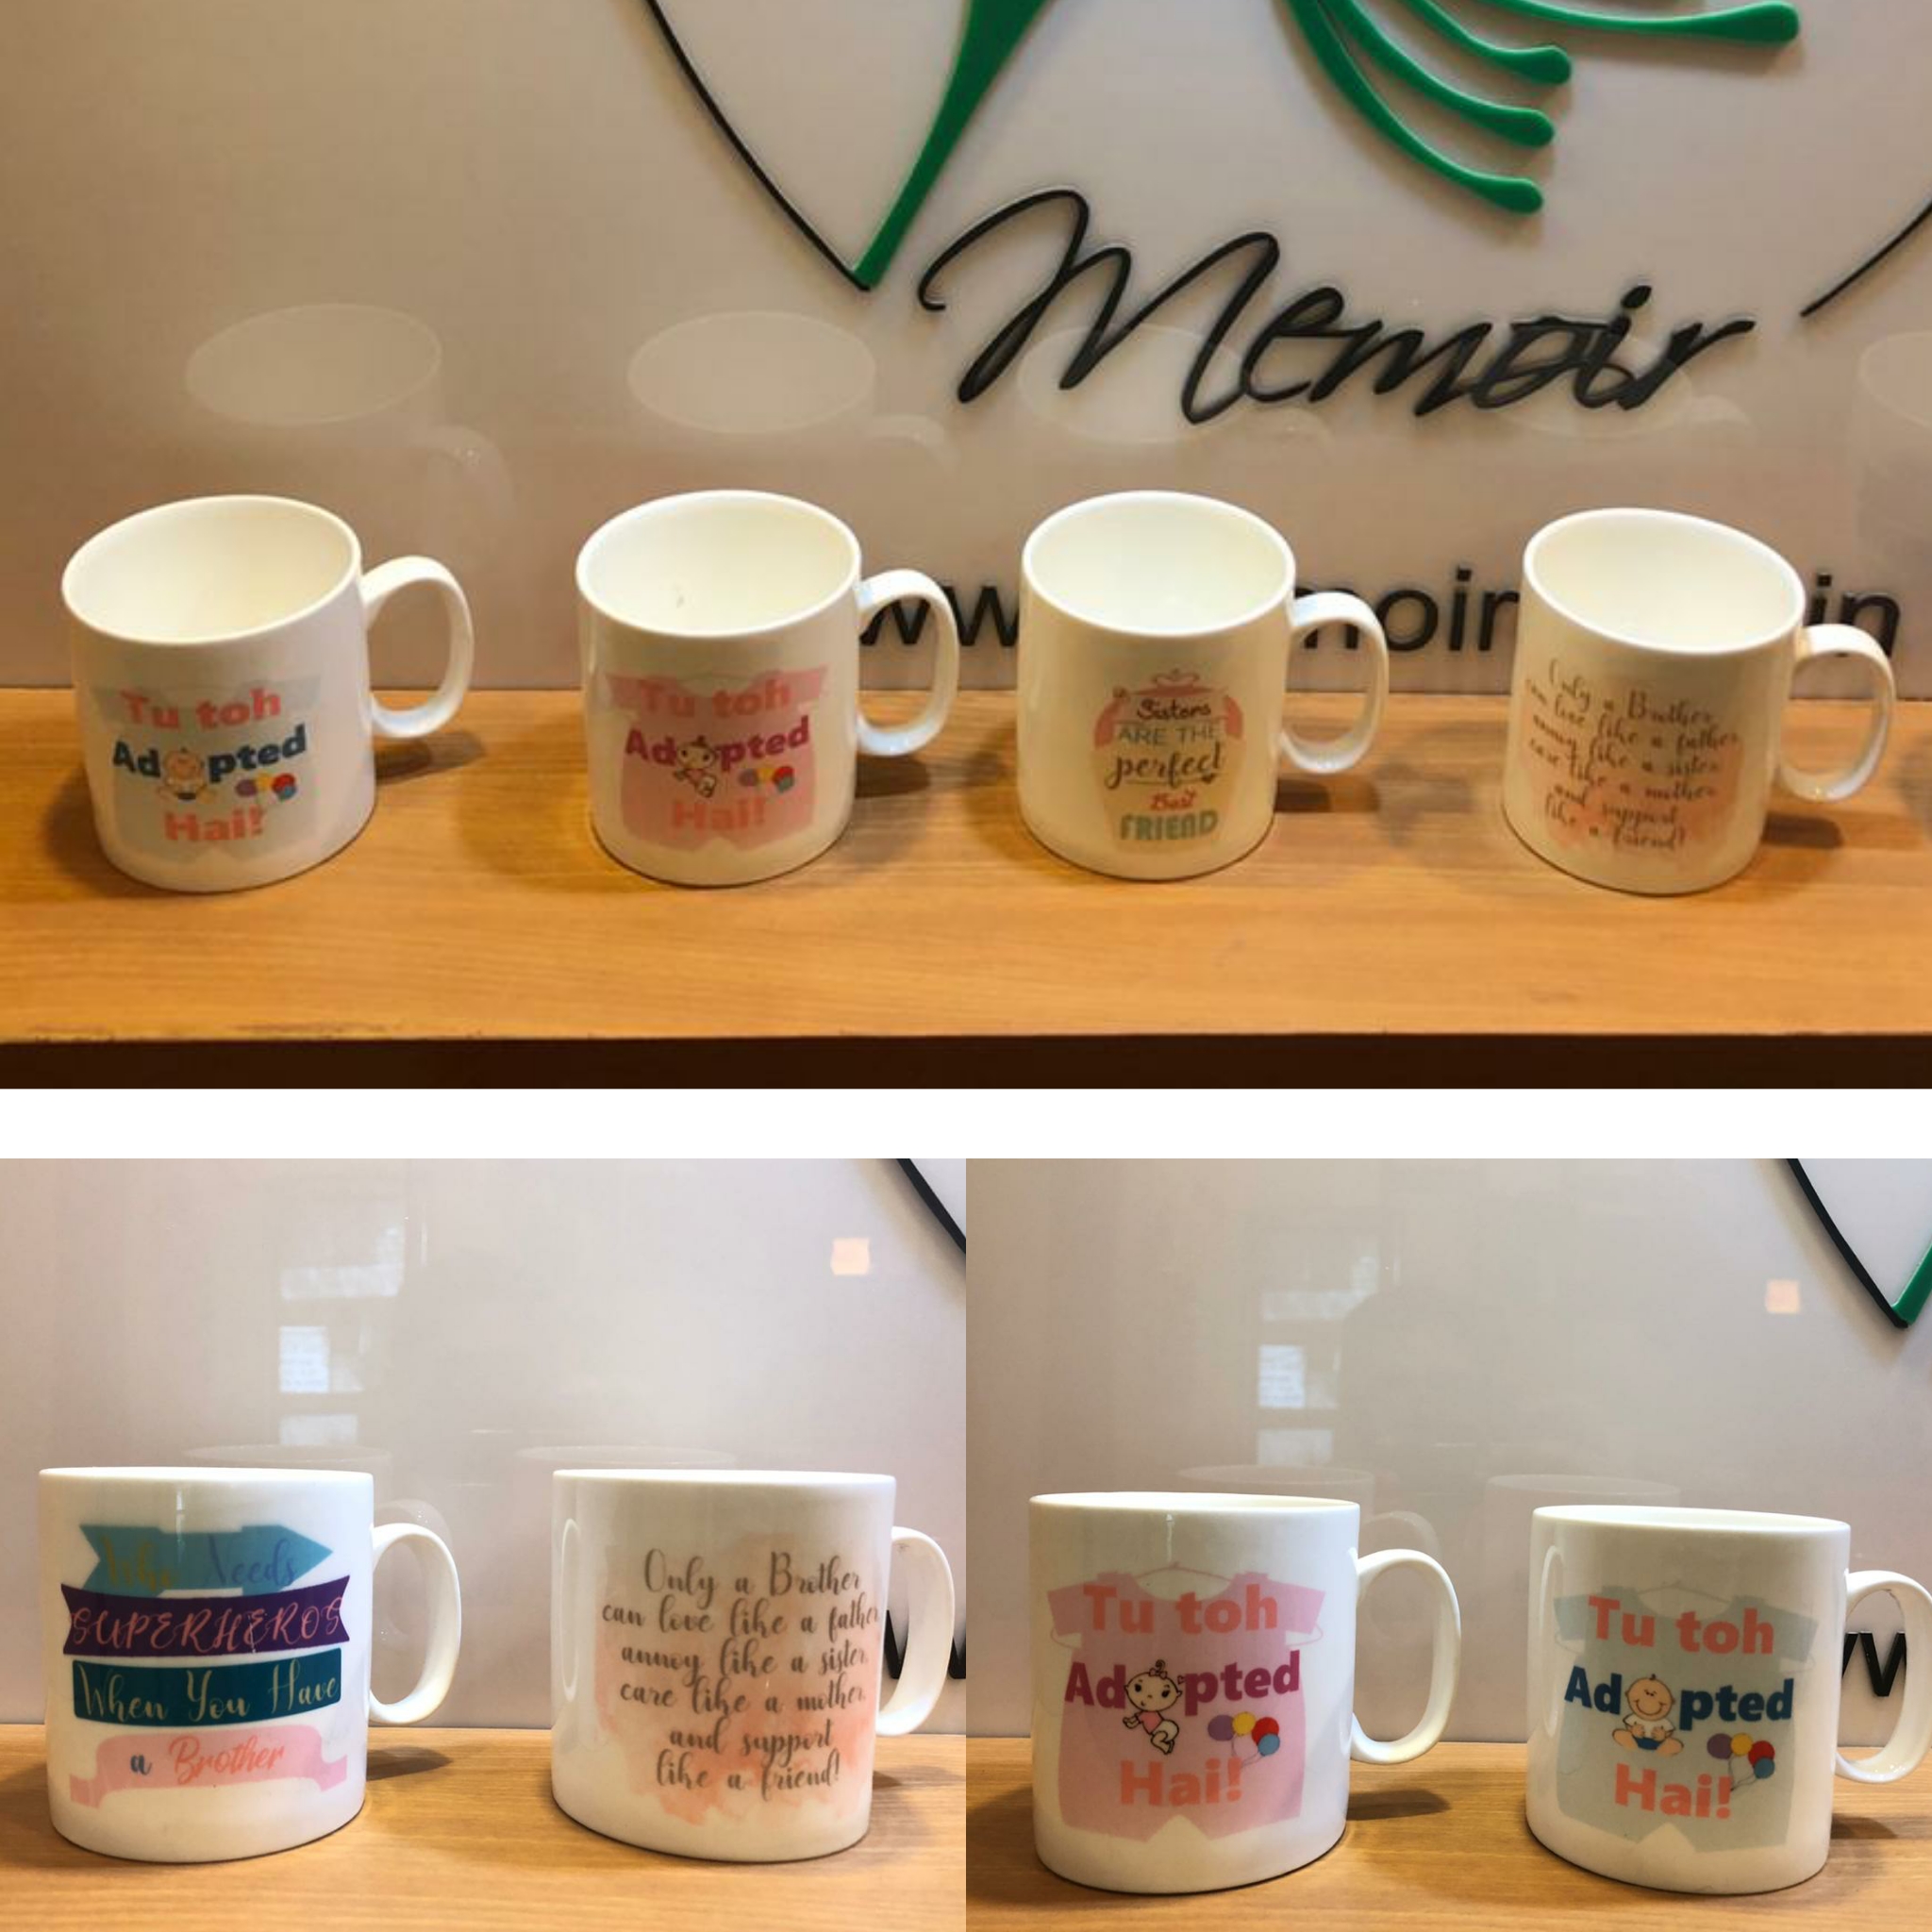 Memoir
Tu toh
Adopted
Hai!
Tu toh
Adopted
Hai!
Sisters
ARE THE
perfect
Best
FRIEND
Only a Brother
can love like a father
annoy like a sister
care like a mother
and support
like a friend!
Who Needs
SUPERHEROS
When You Have
a Brother
Only a Brother
can love like a father
annoy like a sister,
care like a mother,
and support
like a friend!
Tu toh
Adopted
Hai!
Tu toh
Adopted
Hai!